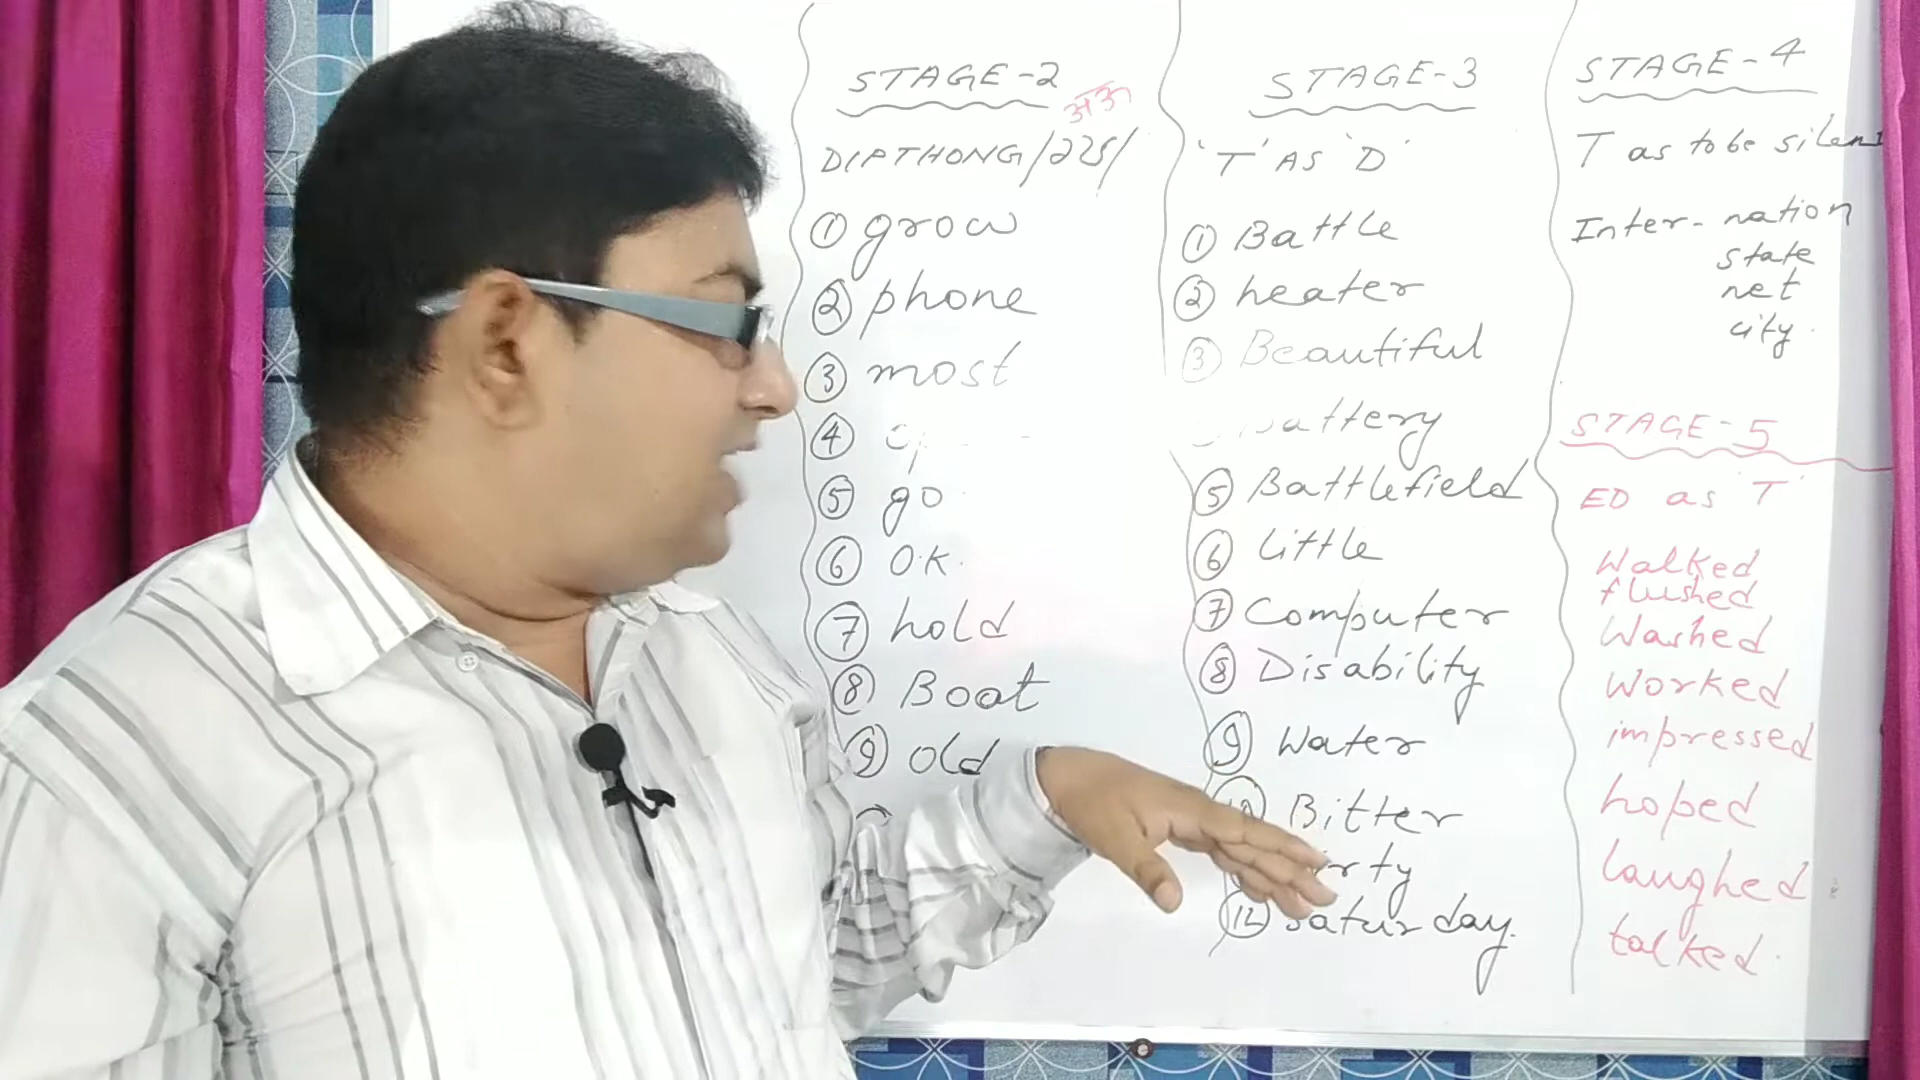 STAGE-2
अऊ
DIPTHONG/225/
① grow
② phone
③ most
④
⑤ go
⑥ O.K.
⑦ hold
⑧ Boat
⑨ old
STAGE-3
'T' AS 'D'
① Battle
② heater
③ Beautiful
Battery
⑤ Battlefield
⑥ Little
⑦ Computer
⑧ Disability
⑨ Water
⑩ Bitter
⑫ Saturday.
STAGE-4
T as to be silent
Inter- nation
state
net
city.
STAGE-5
ED as T'
Walked
flushed
Washed
Worked
impressed
hoped
laughed
talked.